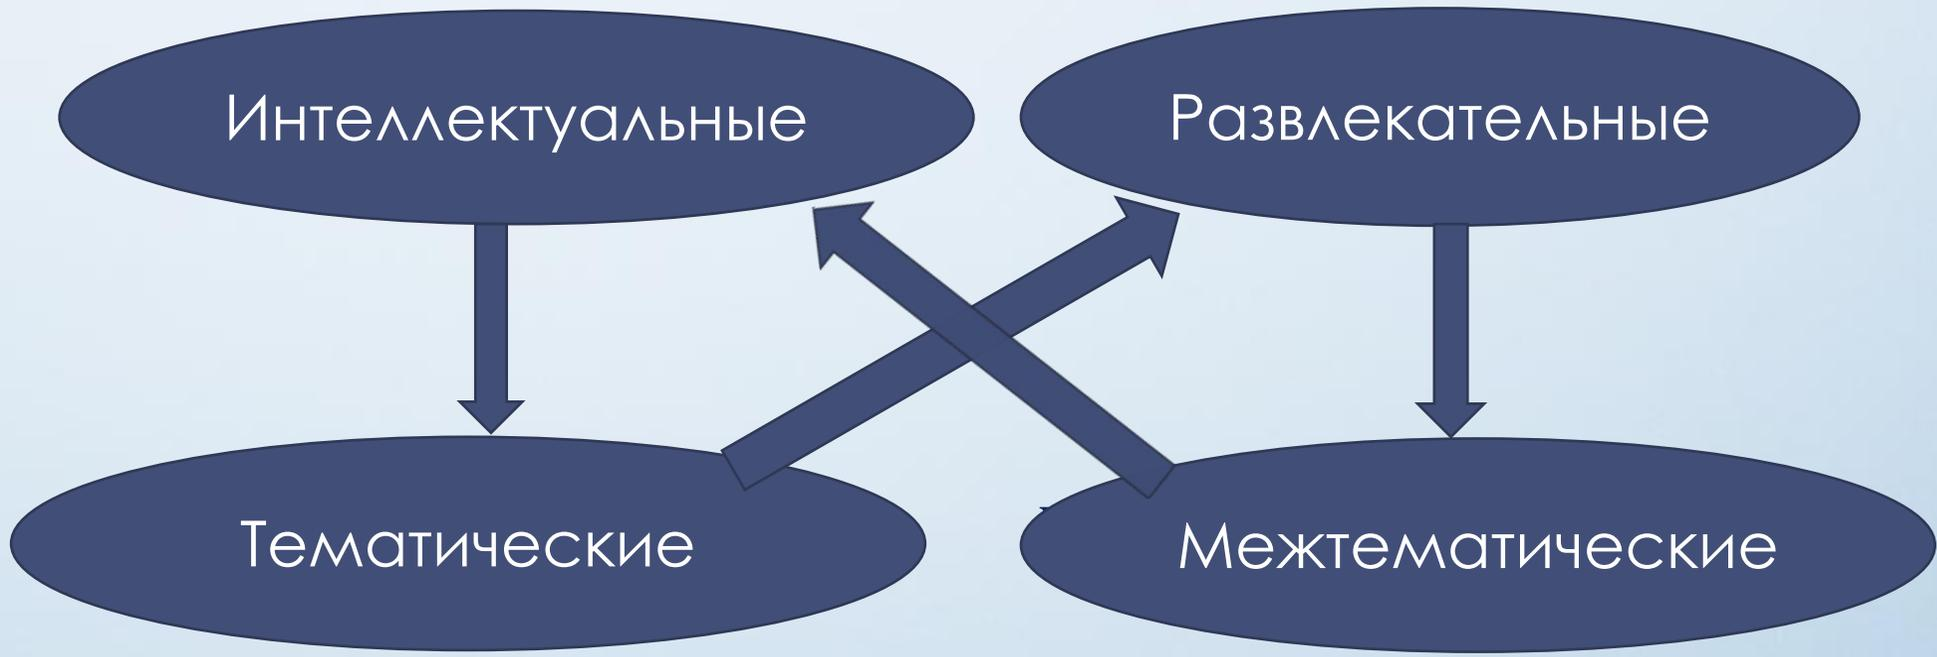 Интеллектуальные
Развлекательные
Тематические
Межтематические